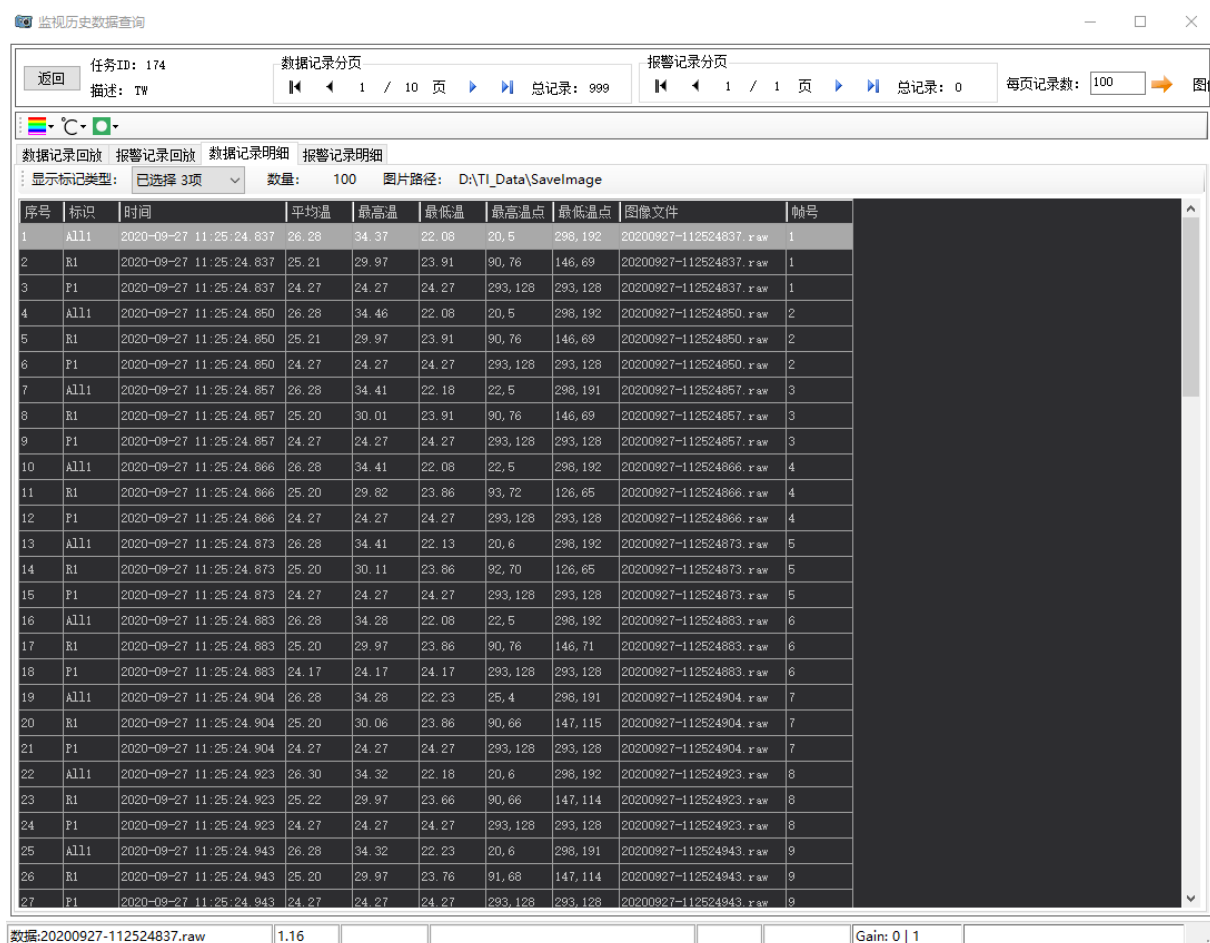 监视历史数据查询
返回 任务ID: 174 描述: TW
数据记录分页 1 / 10 页 总记录: 999
报警记录分页 1 / 1 页 总记录: 0
每页记录数: 100
℃
数据记录回放 报警记录回放 数据记录明细 报警记录明细
显示标记类型: 已选择 3项 数量: 100 图片路径: D:\TI_Data\SaveImage
序号 标识 时间 平均温 最高温 最低温 最高温点 最低温点 图像文件 帧号
1 All1 2020-09-27 11:25:24.837 26.28 34.37 22.08 20,5 298,192 20200927-112524837.raw 1
2 R1 2020-09-27 11:25:24.837 25.21 29.97 23.91 90,76 146,69 20200927-112524837.raw 1
3 P1 2020-09-27 11:25:24.837 24.27 24.27 24.27 293,128 293,128 20200927-112524837.raw 1
4 All1 2020-09-27 11:25:24.850 26.28 34.46 22.08 20,5 298,192 20200927-112524850.raw 2
5 R1 2020-09-27 11:25:24.850 25.21 29.97 23.91 90,76 146,69 20200927-112524850.raw 2
6 P1 2020-09-27 11:25:24.850 24.27 24.27 24.27 293,128 293,128 20200927-112524850.raw 2
7 All1 2020-09-27 11:25:24.857 26.28 34.41 22.18 22,5 298,191 20200927-112524857.raw 3
8 R1 2020-09-27 11:25:24.857 25.20 30.01 23.91 90,76 146,69 20200927-112524857.raw 3
9 P1 2020-09-27 11:25:24.857 24.27 24.27 24.27 293,128 293,128 20200927-112524857.raw 3
10 All1 2020-09-27 11:25:24.866 26.28 34.41 22.08 22,5 298,192 20200927-112524866.raw 4
11 R1 2020-09-27 11:25:24.866 25.20 29.82 23.86 93,72 126,65 20200927-112524866.raw 4
12 P1 2020-09-27 11:25:24.866 24.27 24.27 24.27 293,128 293,128 20200927-112524866.raw 4
13 All1 2020-09-27 11:25:24.873 26.28 34.41 22.13 20,6 298,192 20200927-112524873.raw 5
14 R1 2020-09-27 11:25:24.873 25.20 30.11 23.86 92,70 126,65 20200927-112524873.raw 5
15 P1 2020-09-27 11:25:24.873 24.27 24.27 24.27 293,128 293,128 20200927-112524873.raw 5
16 All1 2020-09-27 11:25:24.883 26.28 34.28 22.08 22,5 298,192 20200927-112524883.raw 6
17 R1 2020-09-27 11:25:24.883 25.20 29.97 23.86 90,76 146,71 20200927-112524883.raw 6
18 P1 2020-09-27 11:25:24.883 24.17 24.17 24.17 293,128 293,128 20200927-112524883.raw 6
19 All1 2020-09-27 11:25:24.904 26.28 34.28 22.23 25,4 298,191 20200927-112524904.raw 7
20 R1 2020-09-27 11:25:24.904 25.20 30.06 23.86 90,66 147,115 20200927-112524904.raw 7
21 P1 2020-09-27 11:25:24.904 24.27 24.27 24.27 293,128 293,128 20200927-112524904.raw 7
22 All1 2020-09-27 11:25:24.923 26.30 34.32 22.18 20,6 298,192 20200927-112524923.raw 8
23 R1 2020-09-27 11:25:24.923 25.22 29.97 23.66 90,66 147,114 20200927-112524923.raw 8
24 P1 2020-09-27 11:25:24.923 24.27 24.27 24.27 293,128 293,128 20200927-112524923.raw 8
25 All1 2020-09-27 11:25:24.943 26.28 34.32 22.23 20,6 298,191 20200927-112524943.raw 9
26 R1 2020-09-27 11:25:24.943 25.20 29.97 23.76 91,68 147,114 20200927-112524943.raw 9
27 P1 2020-09-27 11:25:24.943 24.27 24.27 24.27 293,128 293,128 20200927-112524943.raw 9
数据:20200927-112524837.raw 1.16 Gain: 0 | 1